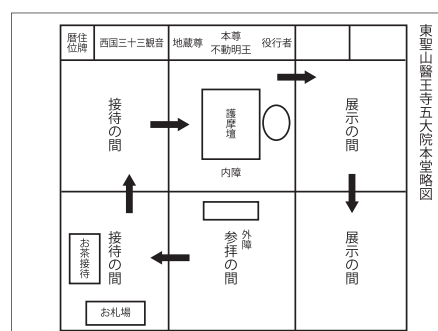 東聖山醫王寺五大院本堂略図
歴住
位牌
西国三十三観音
地蔵尊
本尊
不動明王
役行者
接待の間
護摩壇
内障
展示の間
お茶接待
接待の間
お札場
外障
参拝の間
展示の間